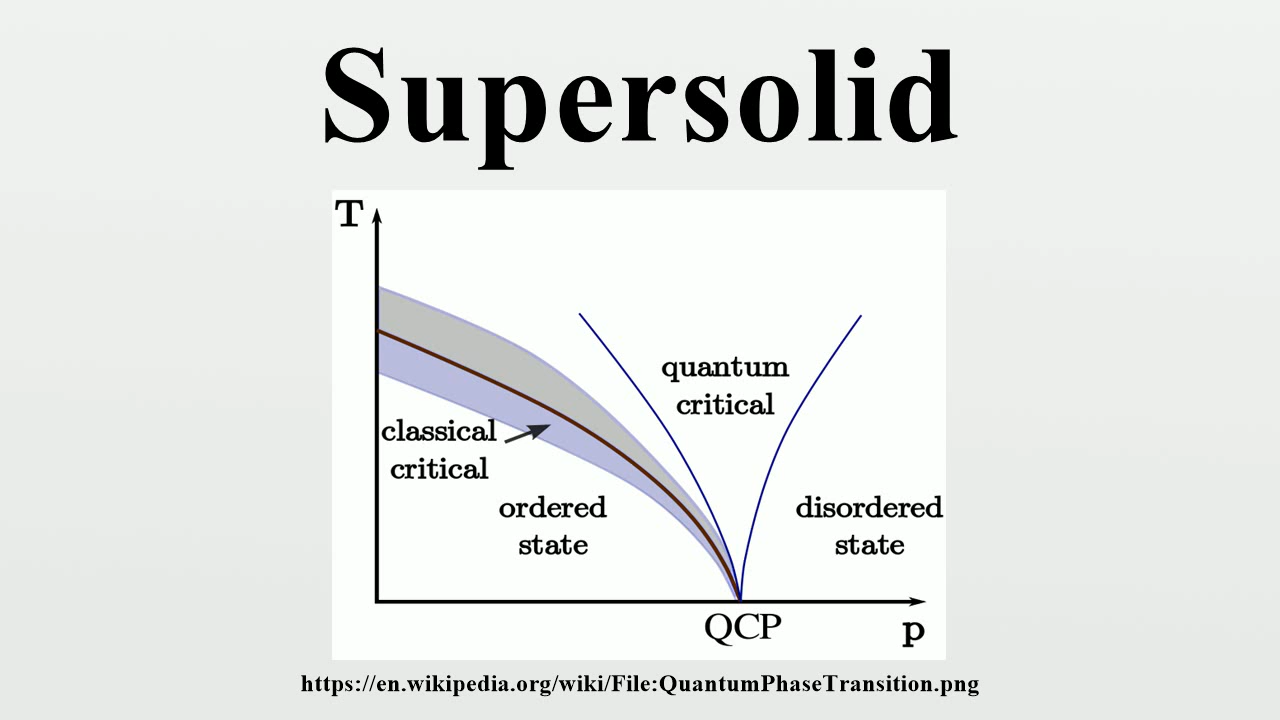 Supersolid
T
quantum
critical
classical
critical
ordered
state
disordered
state
QCP
p
https://en.wikipedia.org/wiki/File:QuantumPhaseTransition.png